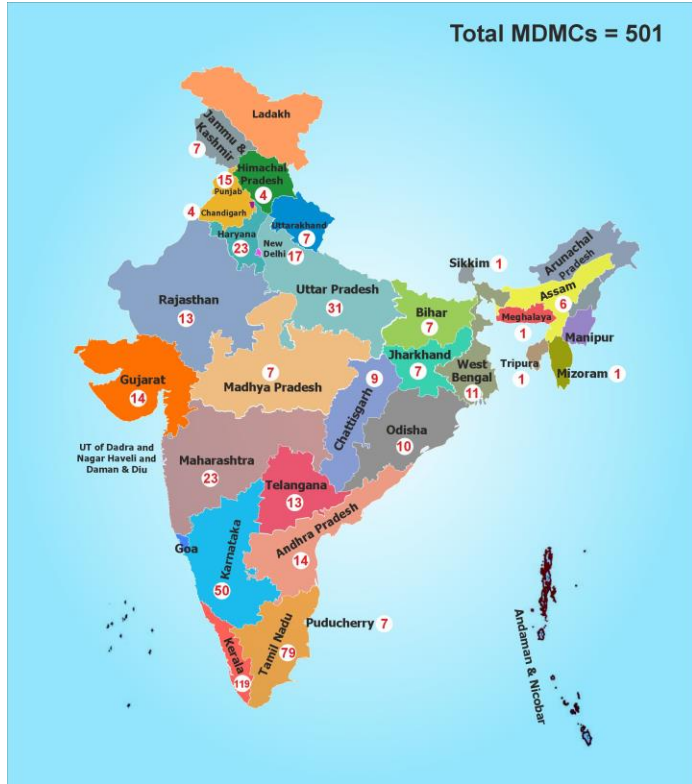 Total MDMCs = 501
Ladakh
Jammu &
Kashmir
7
Himachal
Pradesh
4
15
Punjab
4
Chandigarh
Uttarakhand
7
Haryana
23
New
Delhi
17
Rajasthan
13
Uttar Pradesh
31
Bihar
7
Sikkim 1
Arunachal
Pradesh
Assam
6
Meghalaya
1
Manipur
Tripura
1
Mizoram 1
Gujarat
14
7
Madhya Pradesh
Jharkhand
7
West
Bengal
11
9
Chattisgarh
Odisha
10
UT of Dadra and
Nagar Haveli and
Daman & Diu
Maharashtra
23
Telangana
13
Andhra Pradesh
14
Goa
Karnataka
50
Puducherry 7
Kerala
119
Tamil Nadu
79
Andaman & Nicobar